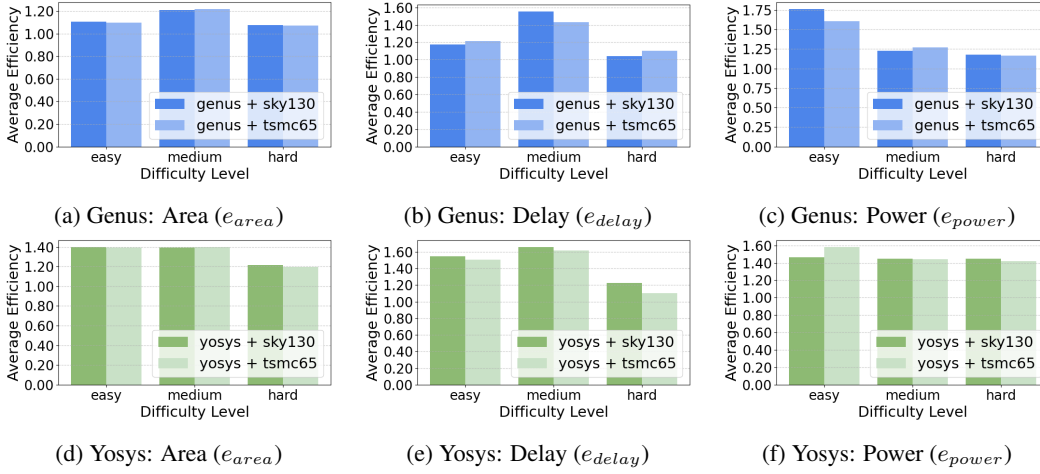 Average Efficiency
1.20
1.00
0.80
0.60
0.40
0.20
0.00
genus + sky130
genus + tsmc65
easy medium hard
Difficulty Level
(a) Genus: Area (e_area)
Average Efficiency
1.60
1.40
1.20
1.00
0.80
0.60
0.40
0.20
0.00
genus + sky130
genus + tsmc65
easy medium hard
Difficulty Level
(b) Genus: Delay (e_delay)
Average Efficiency
1.75
1.50
1.25
1.00
0.75
0.50
0.25
0.00
genus + sky130
genus + tsmc65
easy medium hard
Difficulty Level
(c) Genus: Power (e_power)
Average Efficiency
1.40
1.20
1.00
0.80
0.60
0.40
0.20
0.00
yosys + sky130
yosys + tsmc65
easy medium hard
Difficulty Level
(d) Yosys: Area (e_area)
Average Efficiency
1.60
1.40
1.20
1.00
0.80
0.60
0.40
0.20
0.00
yosys + sky130
yosys + tsmc65
easy medium hard
Difficulty Level
(e) Yosys: Delay (e_delay)
Average Efficiency
1.60
1.40
1.20
1.00
0.80
0.60
0.40
0.20
0.00
yosys + sky130
yosys + tsmc65
easy medium hard
Difficulty Level
(f) Yosys: Power (e_power)